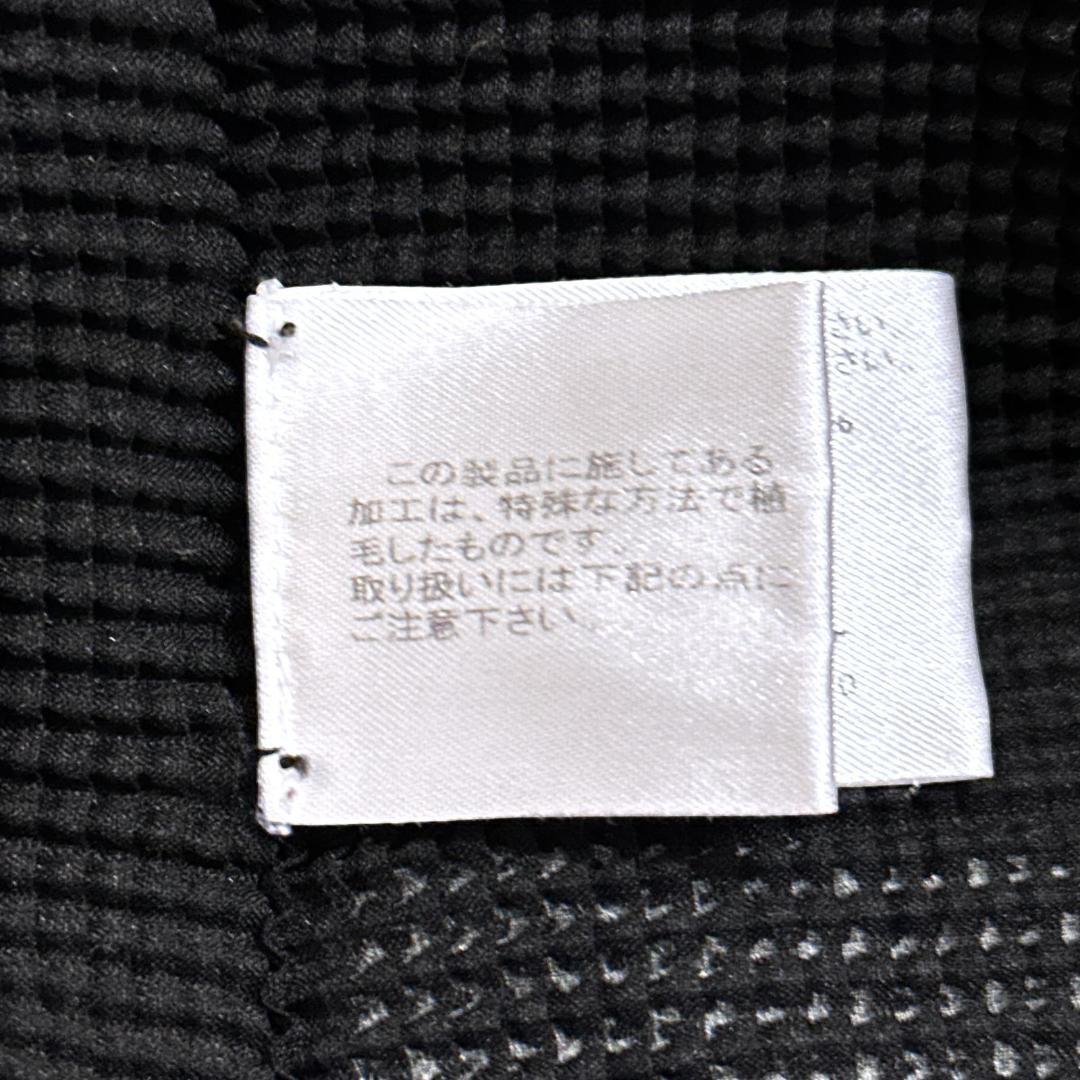 この製品に施してある
加工は、特殊な方法で植
毛したものです。
取り扱いには下記の点に
ご注意下さい。